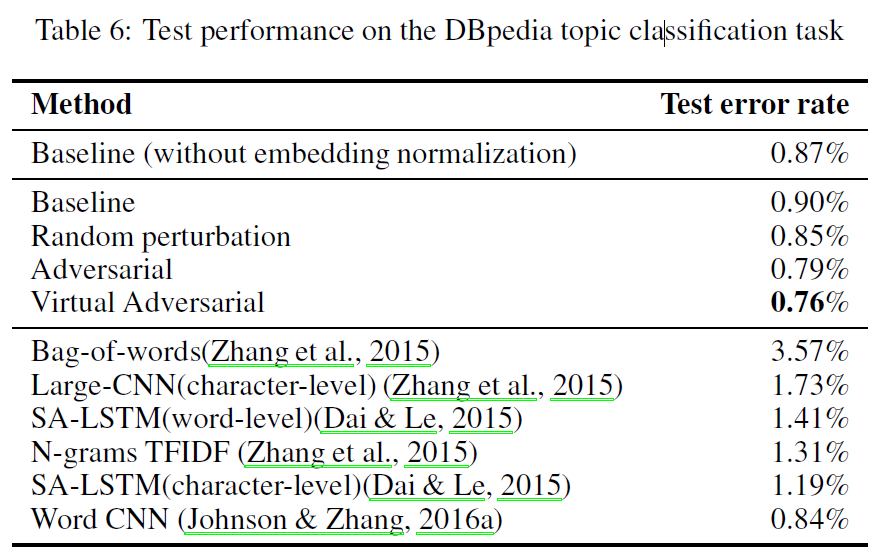 Table 6: Test performance on the DBpedia topic classification task
Method Test error rate
Baseline (without embedding normalization) 0.87%
Baseline 0.90%
Random perturbation 0.85%
Adversarial 0.79%
Virtual Adversarial 0.76%
Bag-of-words(Zhang et al., 2015) 3.57%
Large-CNN(character-level) (Zhang et al., 2015) 1.73%
SA-LSTM(word-level)(Dai & Le, 2015) 1.41%
N-grams TFIDF (Zhang et al., 2015) 1.31%
SA-LSTM(character-level)(Dai & Le, 2015) 1.19%
Word CNN (Johnson & Zhang, 2016a) 0.84%